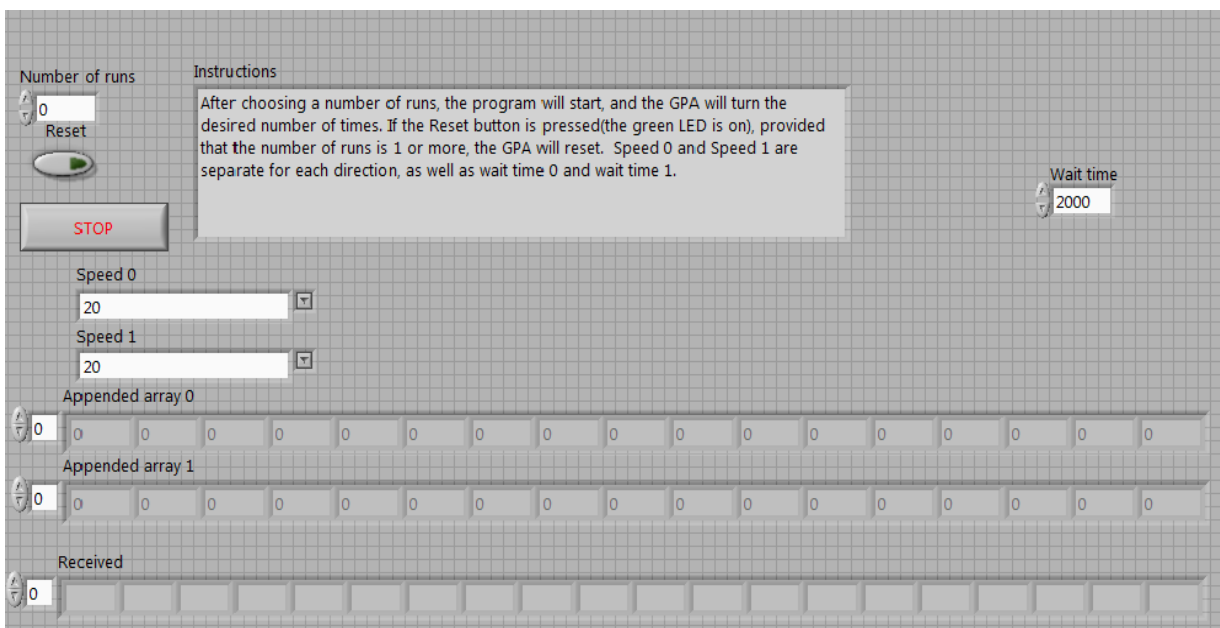 Number of runs
0
Reset
STOP
Instructions
After choosing a number of runs, the program will start, and the GPA will turn the
desired number of times. If the Reset button is pressed(the green LED is on), provided
that the number of runs is 1 or more, the GPA will reset.  Speed 0 and Speed 1 are
separate for each direction, as well as wait time 0 and wait time 1.
Wait time
2000
Speed 0
20
Speed 1
20
Appended array 0
0 0 0 0 0 0 0 0 0 0 0 0 0 0 0 0 0 0
Appended array 1
0 0 0 0 0 0 0 0 0 0 0 0 0 0 0 0 0 0
Received
0